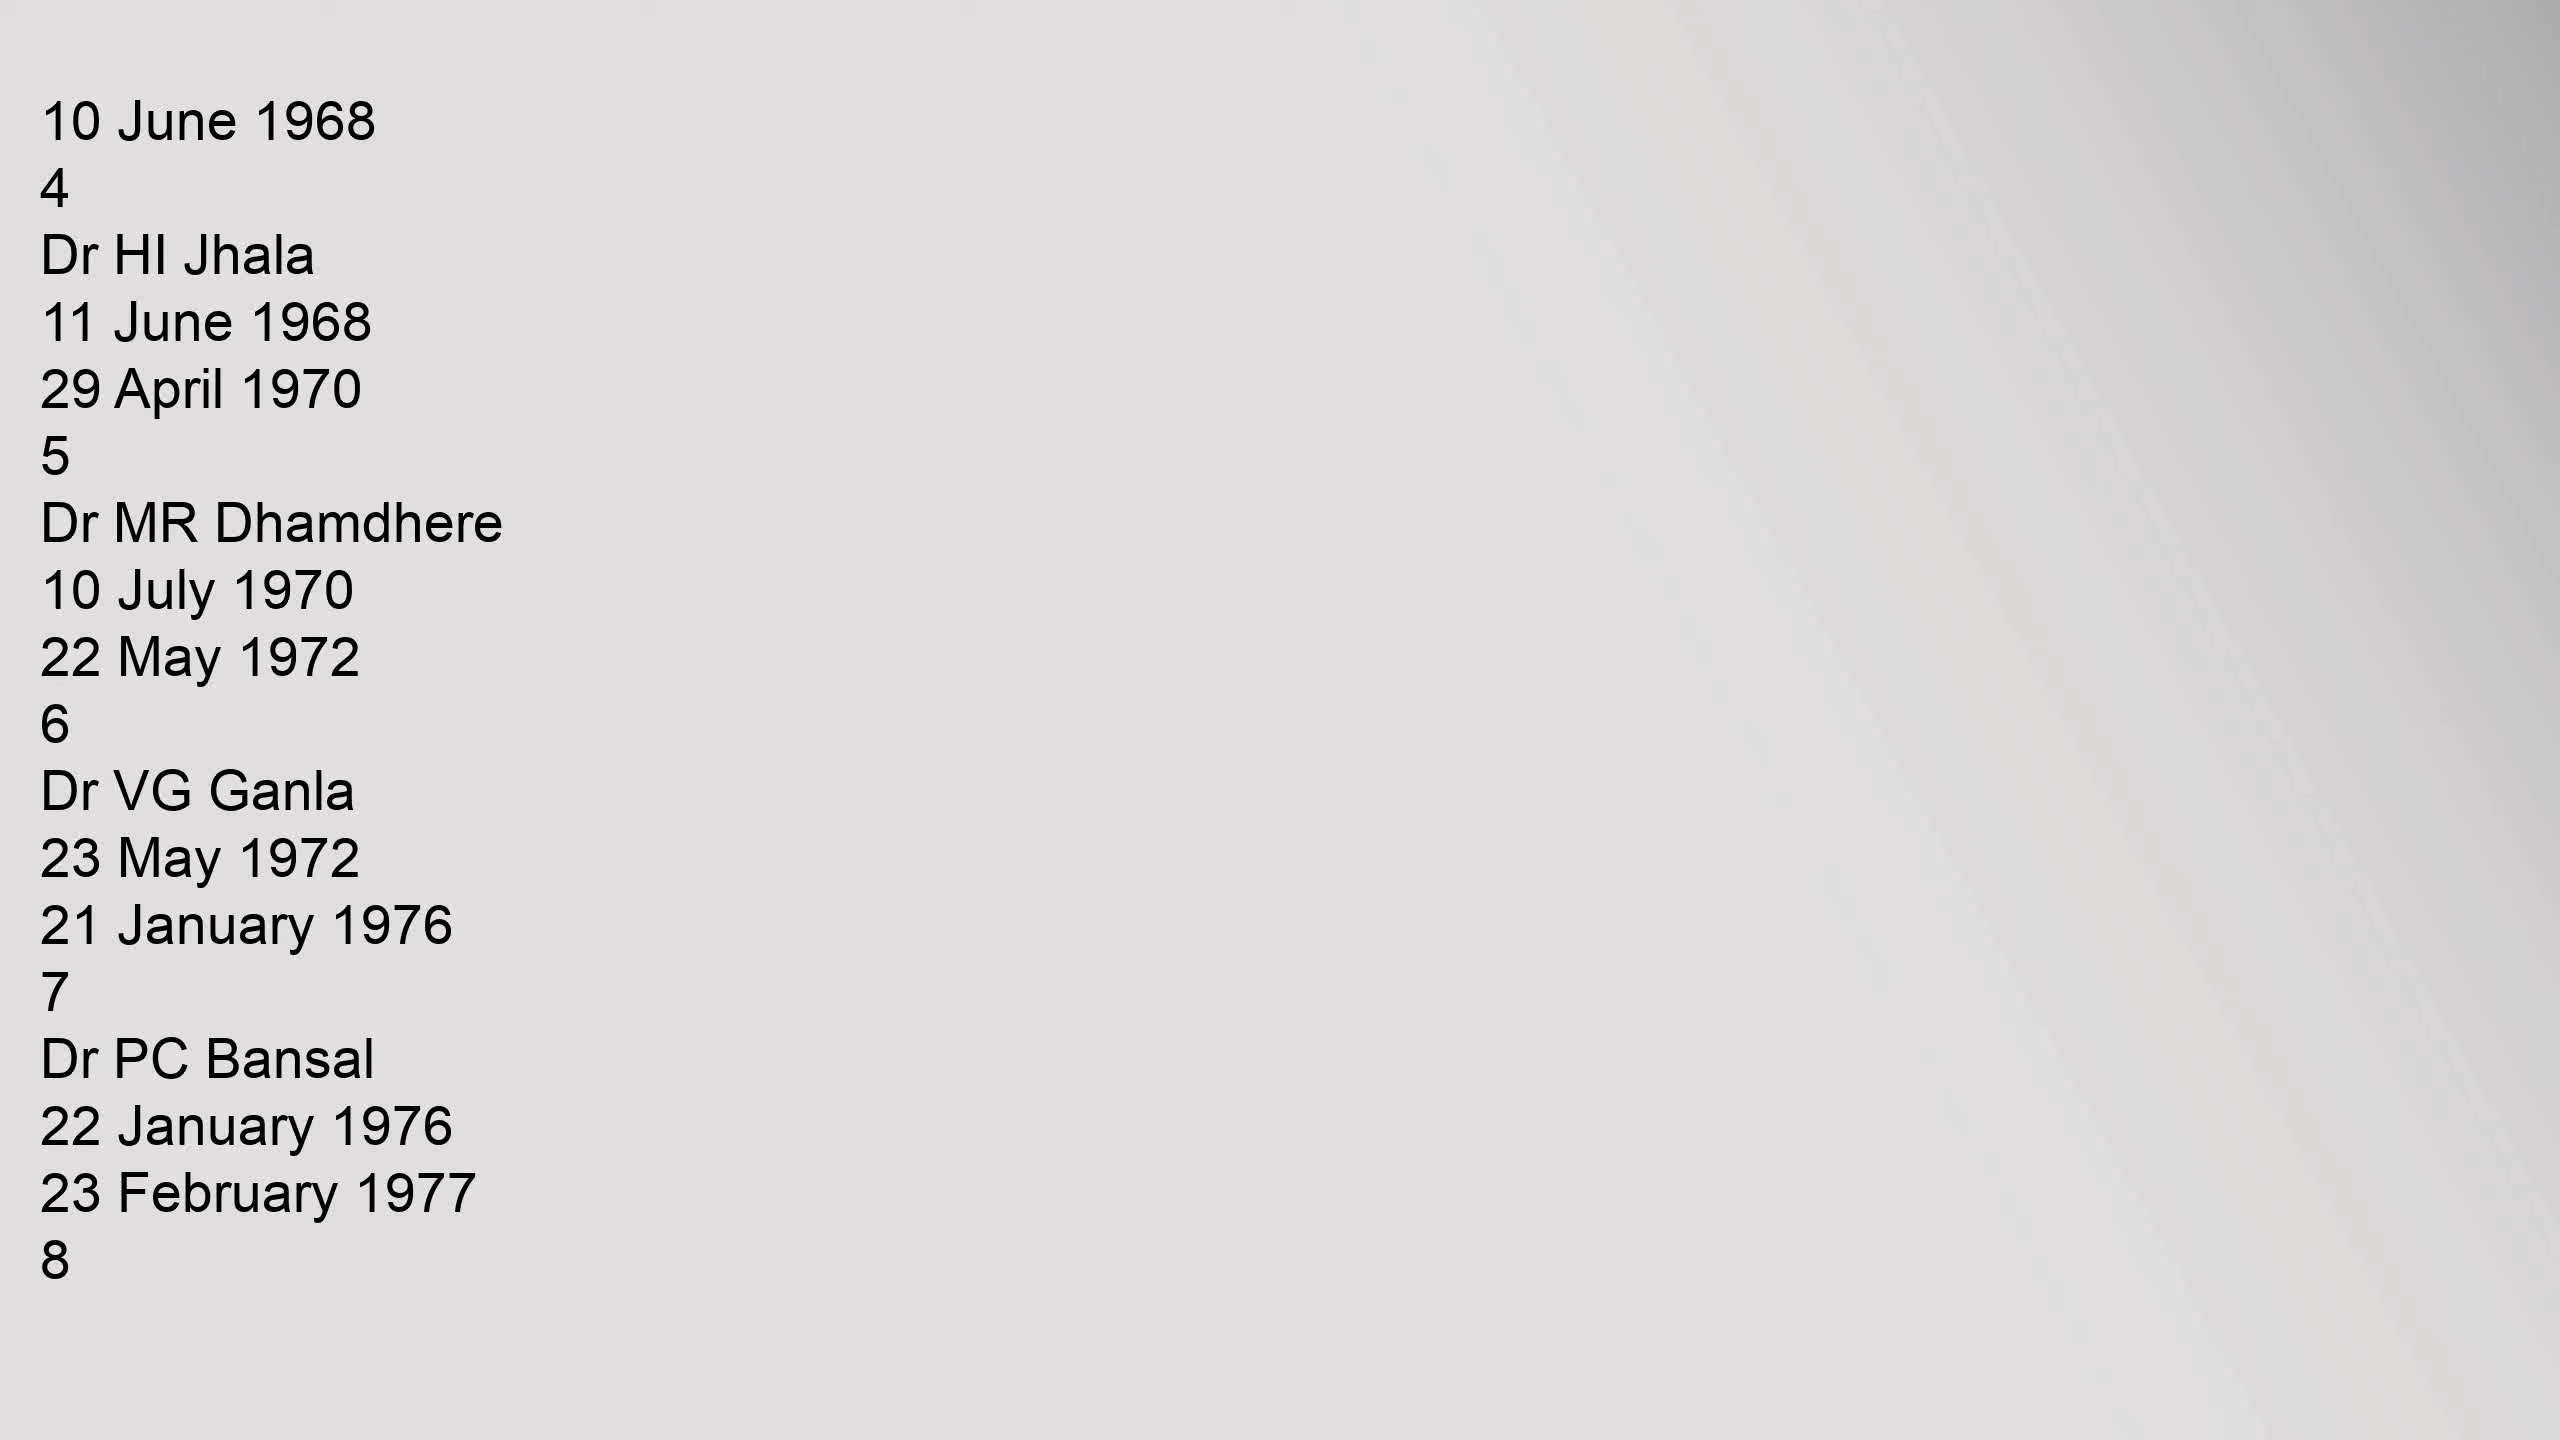 10 June 1968
4
Dr HI Jhala
11 June 1968
29 April 1970
5
Dr MR Dhamdhere
10 July 1970
22 May 1972
6
Dr VG Ganla
23 May 1972
21 January 1976
7
Dr PC Bansal
22 January 1976
23 February 1977
8